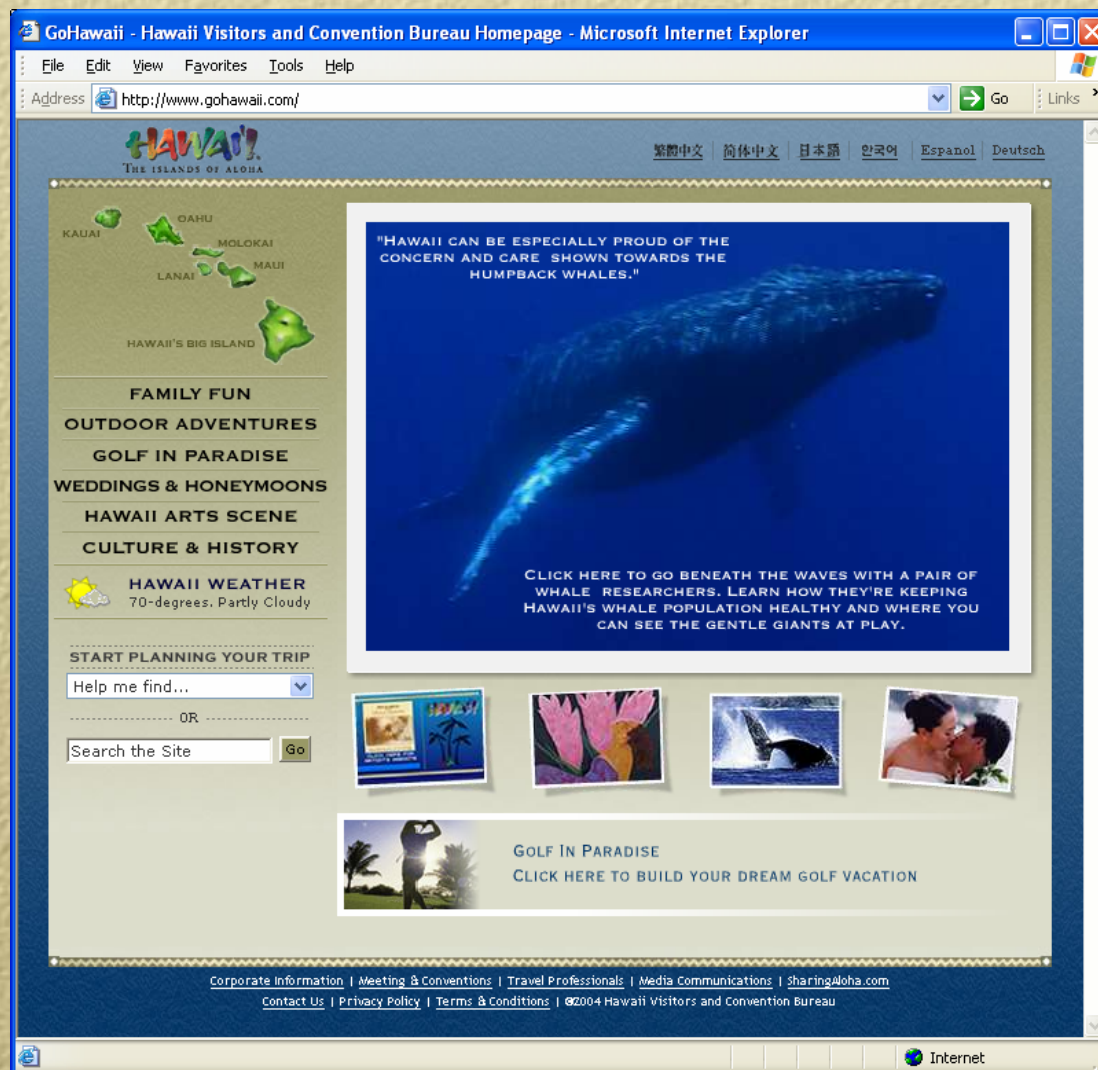 GoHawaii - Hawaii Visitors and Convention Bureau Homepage - Microsoft Internet Explorer
File Edit View Favorites Tools Help
Address http://www.gohawaii.com/ Go Links
HAWAI'I
THE ISLANDS OF ALOHA
繁體中文 简体中文 日本語 한국어 Espanol Deutsch
KAUAI
OAHU
MOLOKAI
LANAI
MAUI
HAWAII'S BIG ISLAND
FAMILY FUN
OUTDOOR ADVENTURES
GOLF IN PARADISE
WEDDINGS & HONEYMOONS
HAWAII ARTS SCENE
CULTURE & HISTORY
HAWAII WEATHER
70-degrees. Partly Cloudy
START PLANNING YOUR TRIP
Help me find...
OR
Search the Site Go
"HAWAII CAN BE ESPECIALLY PROUD OF THE
CONCERN AND CARE SHOWN TOWARDS THE
HUMPBACK WHALES."
CLICK HERE TO GO BENEATH THE WAVES WITH A PAIR OF
WHALE RESEARCHERS. LEARN HOW THEY'RE KEEPING
HAWAII'S WHALE POPULATION HEALTHY AND WHERE YOU
CAN SEE THE GENTLE GIANTS AT PLAY.
HAWAI'I
GOLF IN PARADISE
CLICK HERE TO BUILD YOUR DREAM GOLF VACATION
Corporate Information | Meeting & Conventions | Travel Professionals | Media Communications | SharingAloha.com
Contact Us | Privacy Policy | Terms & Conditions | ©2004 Hawaii Visitors and Convention Bureau
Internet